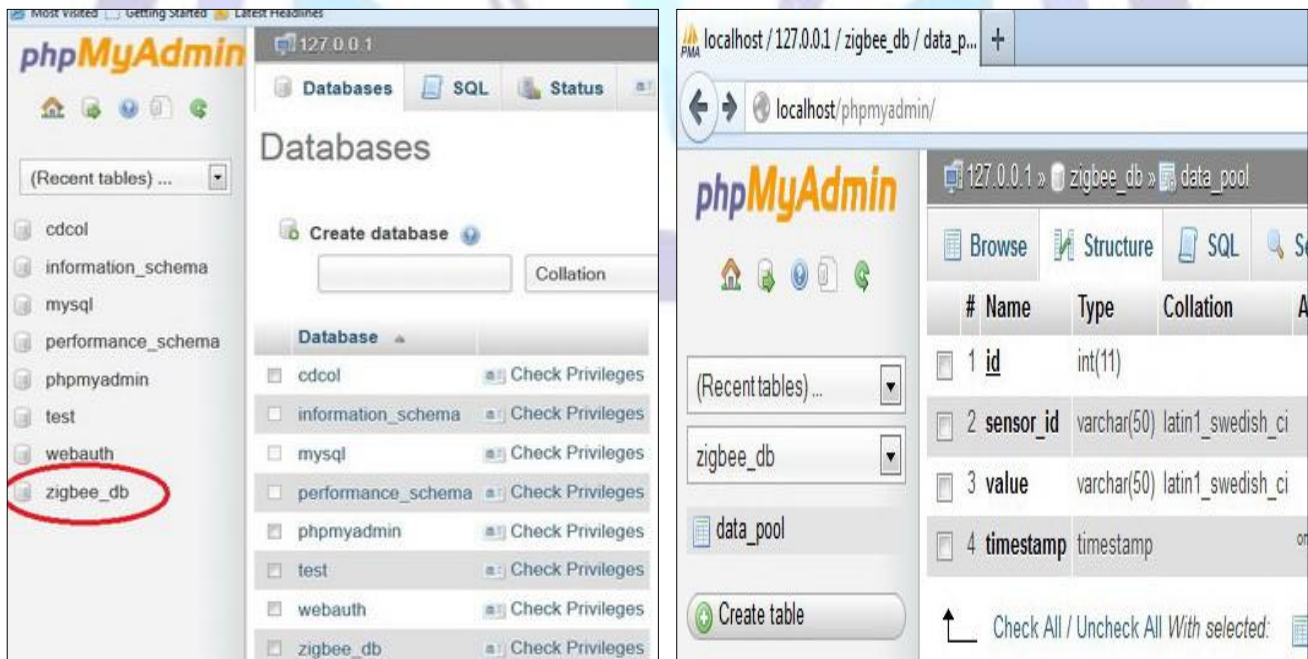 Most Visited Getting Started Latest Headlines
phpMyAdmin
(Recent tables) ...
cdcol
information_schema
mysql
performance_schema
phpmyadmin
test
webauth
zigbee_db
127.0.0.1
Databases SQL Status
Databases
Create database
Collation
Database
cdcol Check Privileges
information_schema Check Privileges
mysql Check Privileges
performance_schema Check Privileges
phpmyadmin Check Privileges
test Check Privileges
webauth Check Privileges
zigbee_db Check Privileges
PMA localhost / 127.0.0.1 / zigbee_db / data_p... +
localhost/phpmyadmin/
phpMyAdmin
(Recent tables) ...
zigbee_db
data_pool
Create table
127.0.0.1 » zigbee_db » data_pool
Browse Structure SQL Se
# Name Type Collation A
1 id int(11)
2 sensor_id varchar(50) latin1_swedish_ci
3 value varchar(50) latin1_swedish_ci
4 timestamp timestamp on
Check All / Uncheck All With selected: